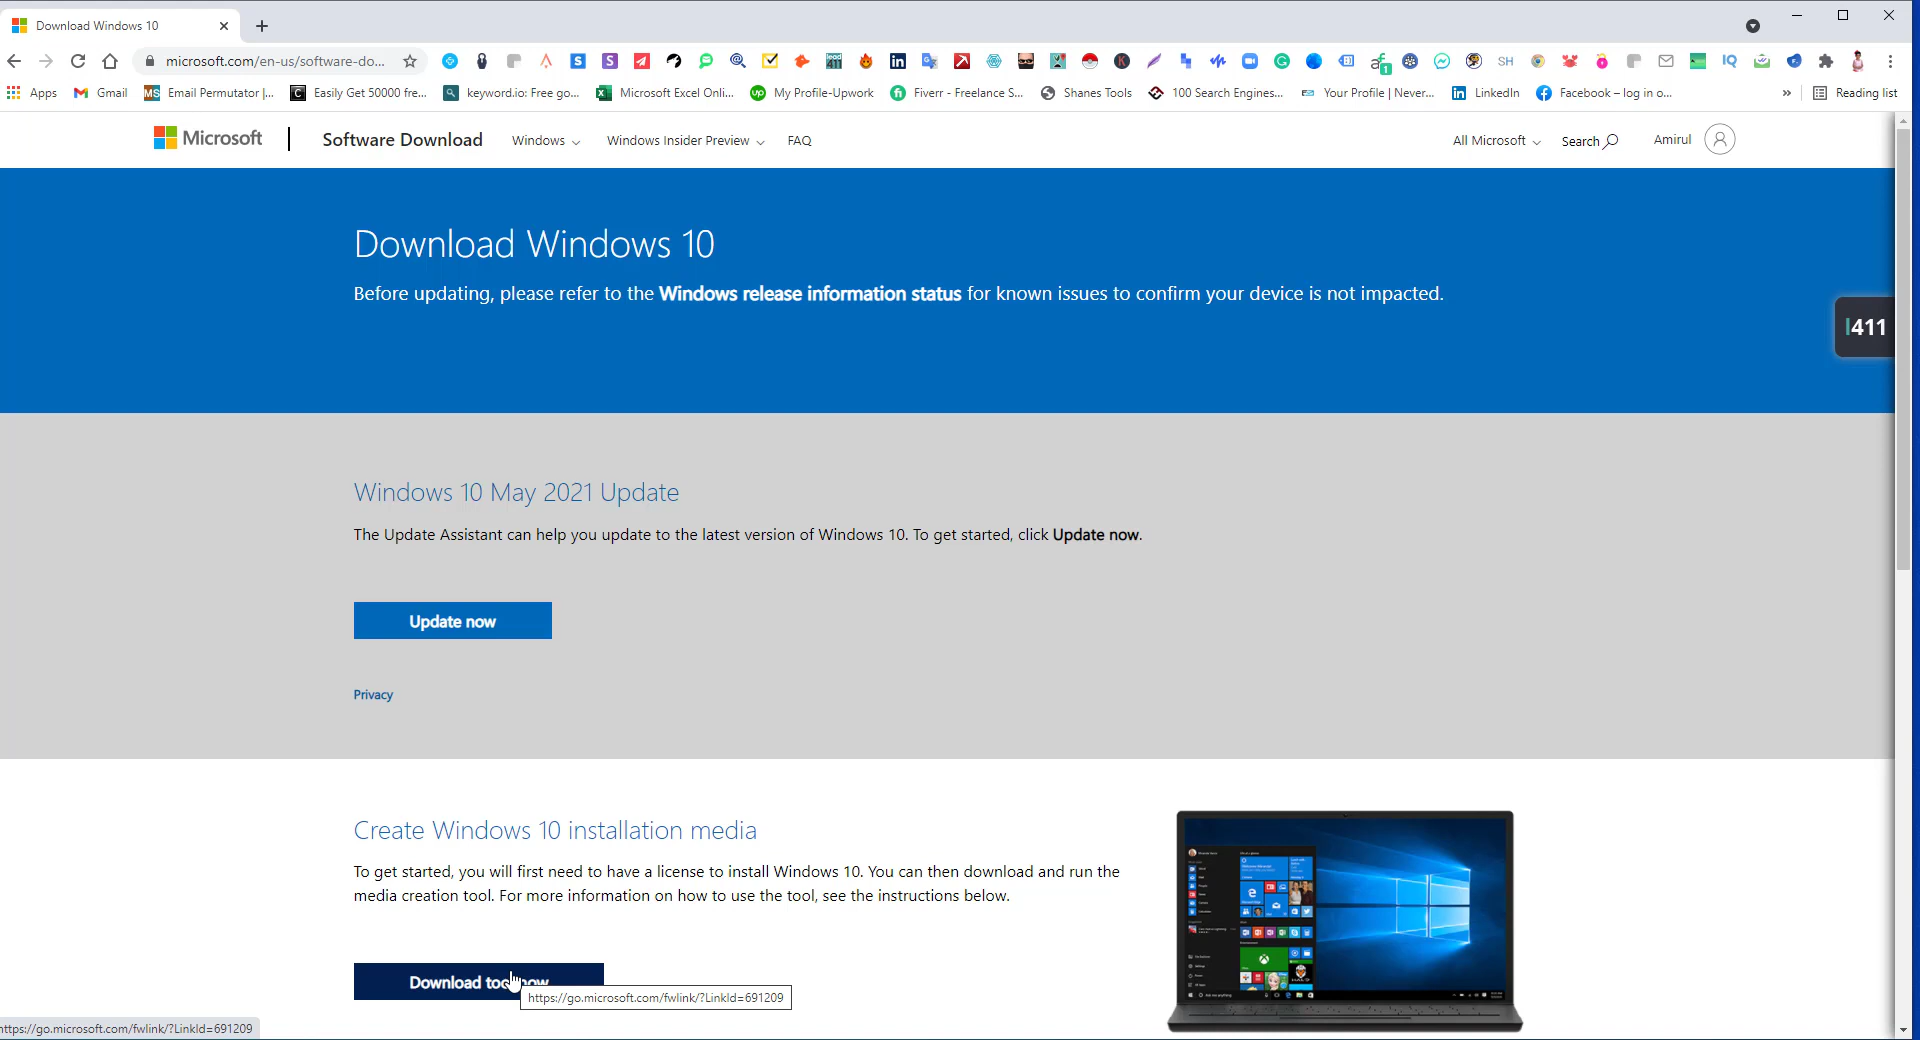 Download Windows 10
microsoft.com/en-us/software-do...
SH
IQ
1
Apps
Gmail
Email Permutator |...
Easily Get 50000 fre...
keyword.io: Free go...
Microsoft Excel Onli...
My Profile-Upwork
Fiverr - Freelance S...
Shanes Tools
100 Search Engines...
Your Profile | Never...
LinkedIn
Facebook – log in o...
»
Reading list
Microsoft
Software Download
Windows
Windows Insider Preview
FAQ
All Microsoft
Search
Amirul
Download Windows 10
Before updating, please refer to the Windows release information status for known issues to confirm your device is not impacted.
l411
Windows 10 May 2021 Update
The Update Assistant can help you update to the latest version of Windows 10. To get started, click Update now.
Update now
Privacy
Create Windows 10 installation media
To get started, you will first need to have a license to install Windows 10. You can then download and run the
media creation tool. For more information on how to use the tool, see the instructions below.
Download tool now
https://go.microsoft.com/fwlink/?LinkId=691209
https://go.microsoft.com/fwlink/?LinkId=691209